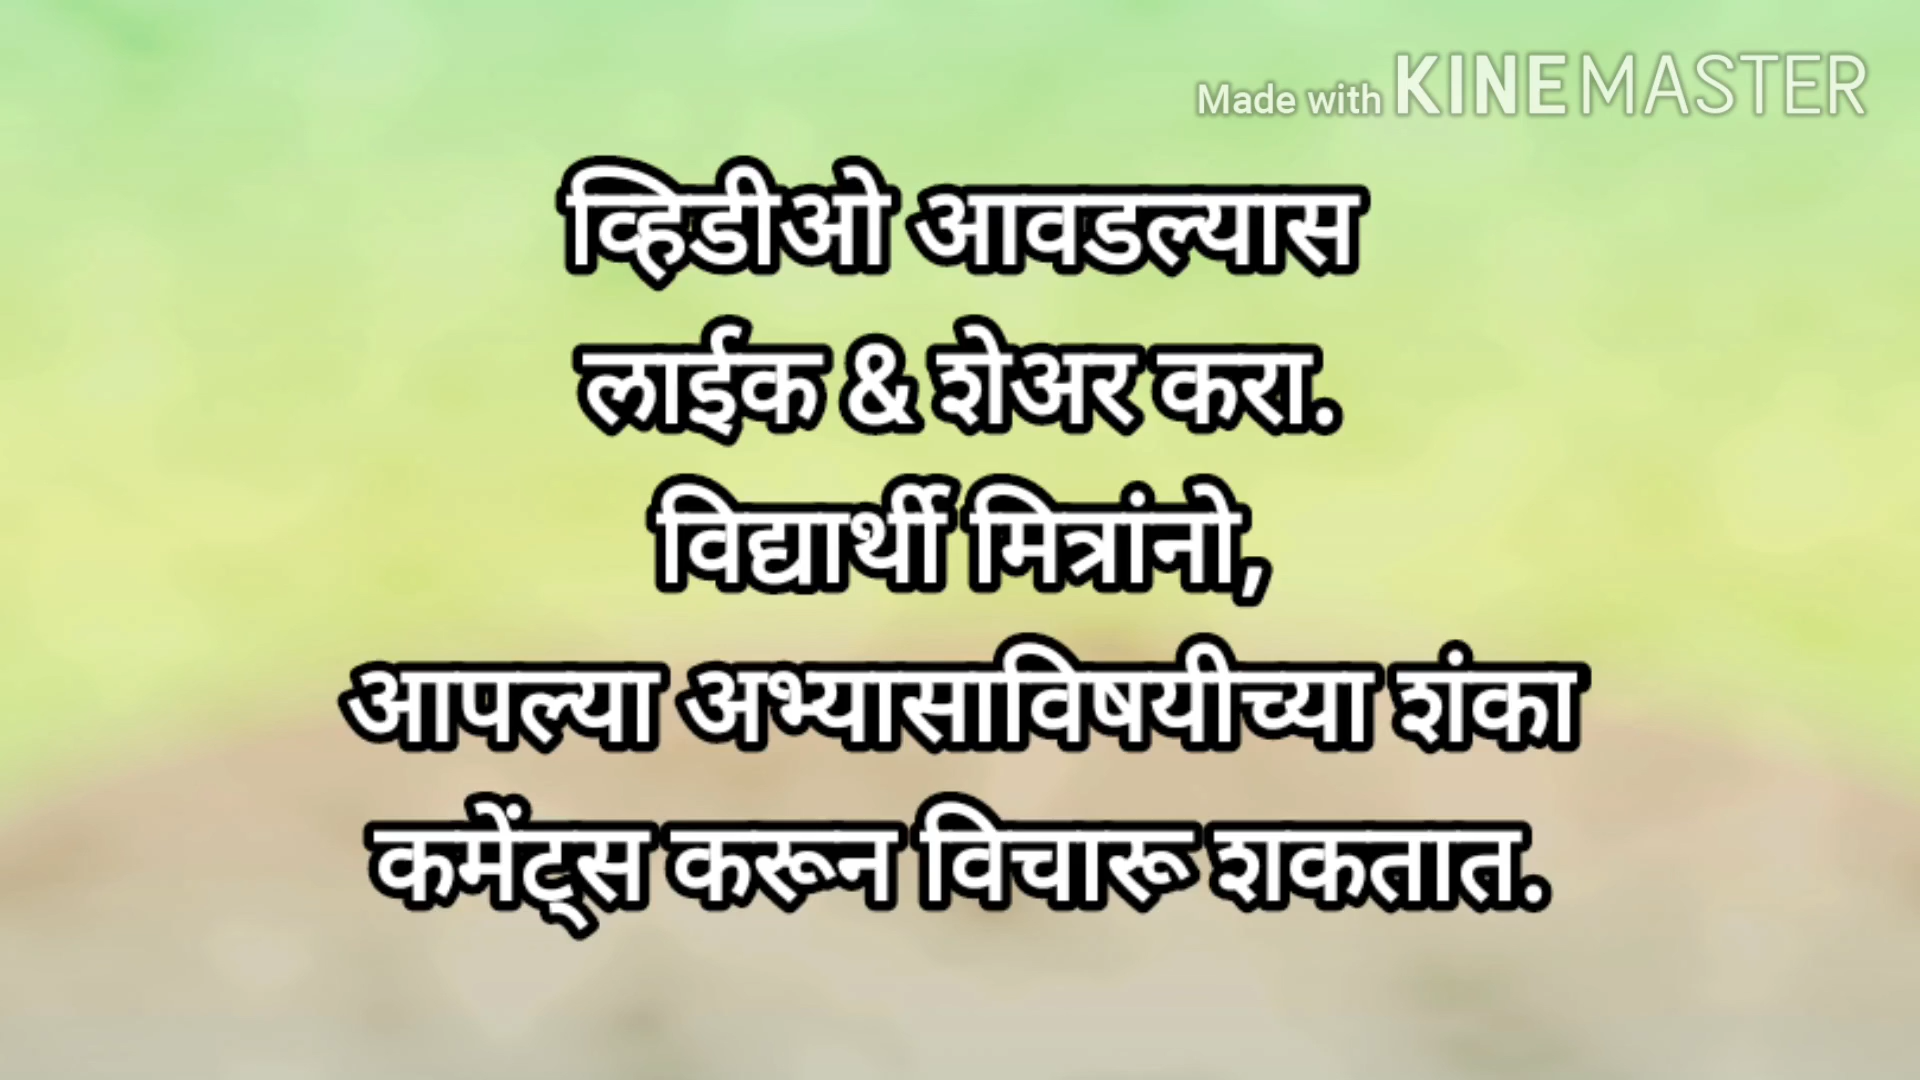 Made with KINEMASTER
व्हिडीओ आवडल्यास
लाईक & शेअर करा.
विद्यार्थी मित्रांनो,
आपल्या अभ्यासाविषयीच्या शंका
कमेंट्स करून विचारू शकतात.